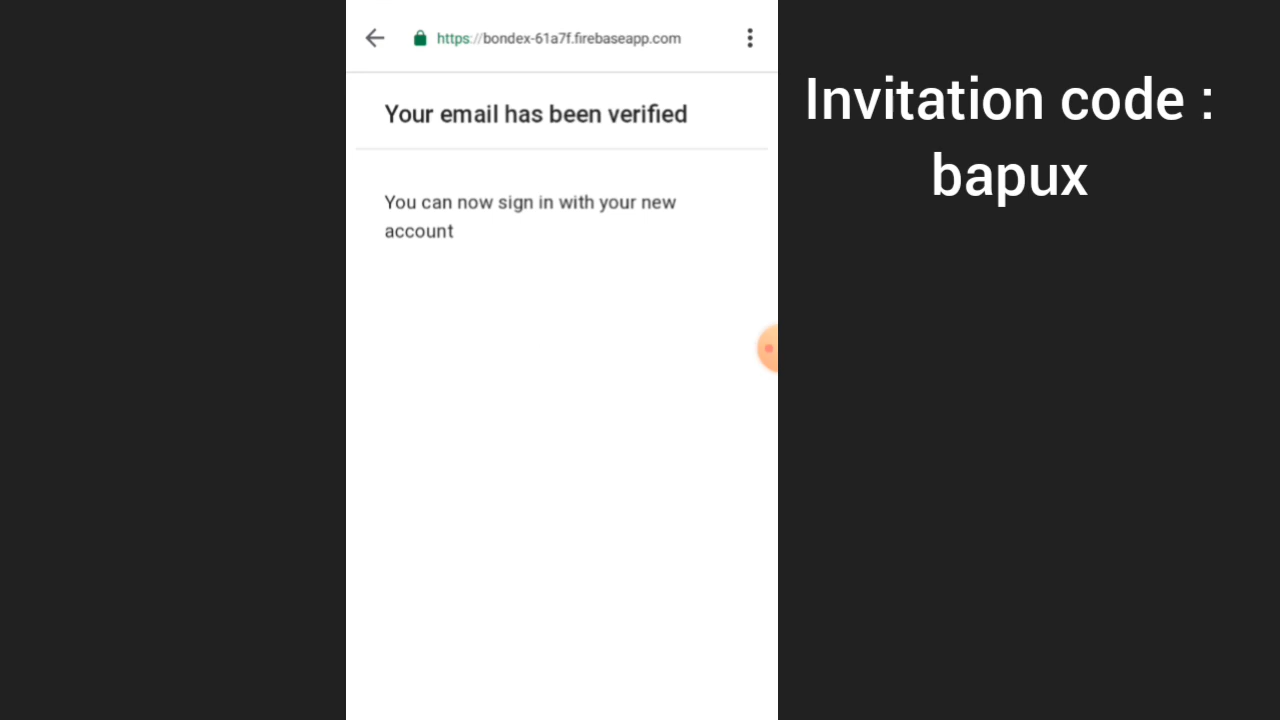 https://bondex-61a7f.firebaseapp.com
Your email has been verified
You can now sign in with your new
account
Invitation code :
bapux